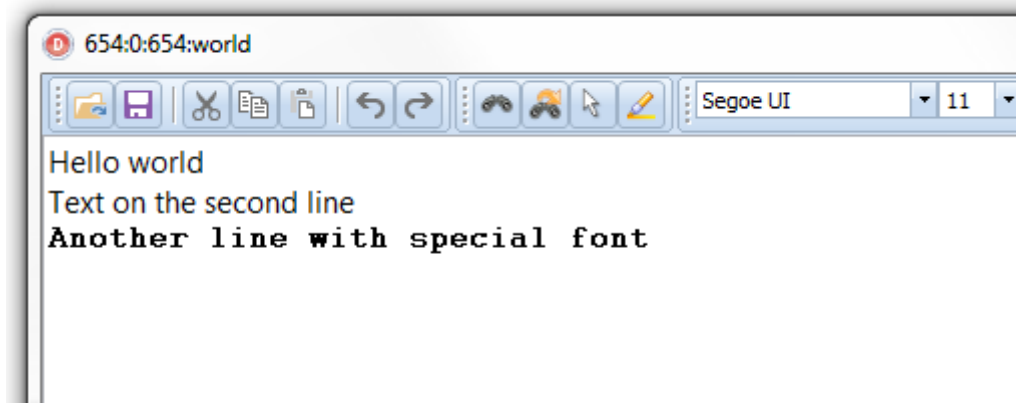 D 654:0:654:world
Segoe UI 11
Hello world
Text on the second line
Another line with special font